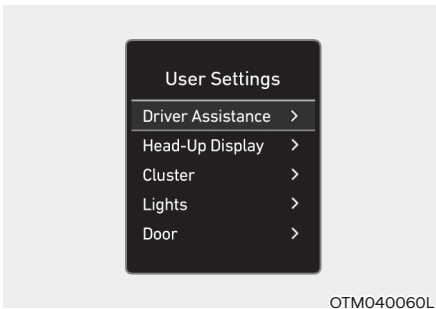 User Settings
Driver Assistance >
Head-Up Display >
Cluster >
Lights >
Door >
OTM040060L